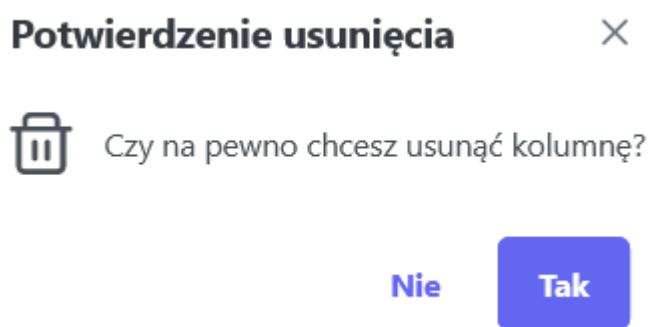 Potwierdzenie usunięcia
Czy na pewno chcesz usunąć kolumnę?
Nie Tak